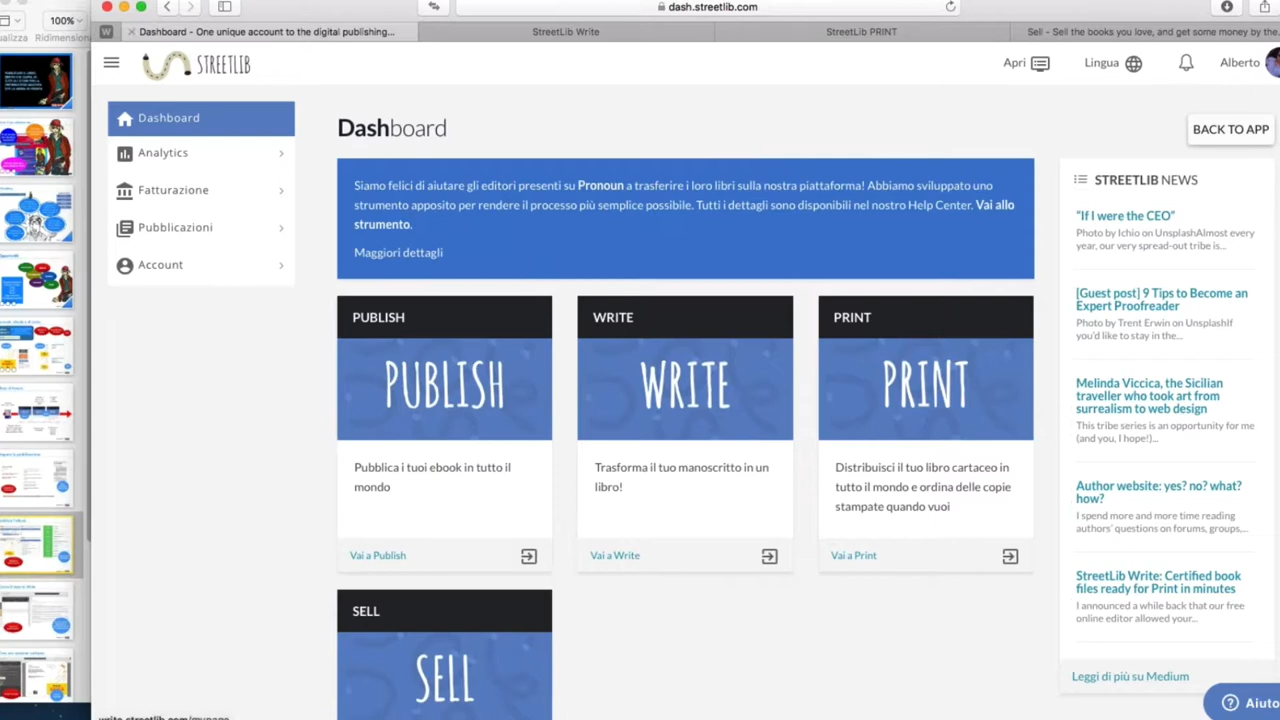 100%
dash.streetlib.com
W
Dashboard - One unique account to the digital publishing...
StreetLib Write
StreetLib PRINT
Sell - Sell the books you love, and get some money by the.
STREETLIB
Apri
Lingua
Alberto
Dashboard
Analytics
Fatturazione
Pubblicazioni
Account
Dashboard
BACK TO APP
Siamo felici di aiutare gli editori presenti su Pronoun a trasferire i loro libri sulla nostra piattaforma! Abbiamo sviluppato uno
strumento apposito per rendere il processo più semplice possibile. Tutti i dettagli sono disponibili nel nostro Help Center. Vai allo
strumento.
Maggiori dettagli
PUBLISH
PUBLISH
Pubblica i tuoi ebook in tutto il
mondo
Vai a Publish
WRITE
WRITE
Trasforma il tuo manoscritto in un
libro!
Vai a Write
PRINT
PRINT
Distribuisci il tuo libro cartaceo in
tutto il mondo e ordina delle copie
stampate quando vuoi
Vai a Print
SELL
STREETLIB NEWS
“If I were the CEO”
Photo by Ichio on UnsplashAlmost every
year, our very spread-out tribe is...
[Guest post] 9 Tips to Become an
Expert Proofreader
Photo by Trent Erwin on UnsplashIf
you'd like to stay in the...
Melinda Viccica, the Sicilian
traveller who took art from
surrealism to web design
This tribe series is an opportunity for me
(and you, I hope!)...
Author website: yes? no? what?
how?
I spend more and more time reading
authors' questions on forums, groups,...
StreetLib Write: Certified book
files ready for Print in minutes
I announced a while back that our free
online editor allowed your...
Leggi di più su Medium
Aiuto